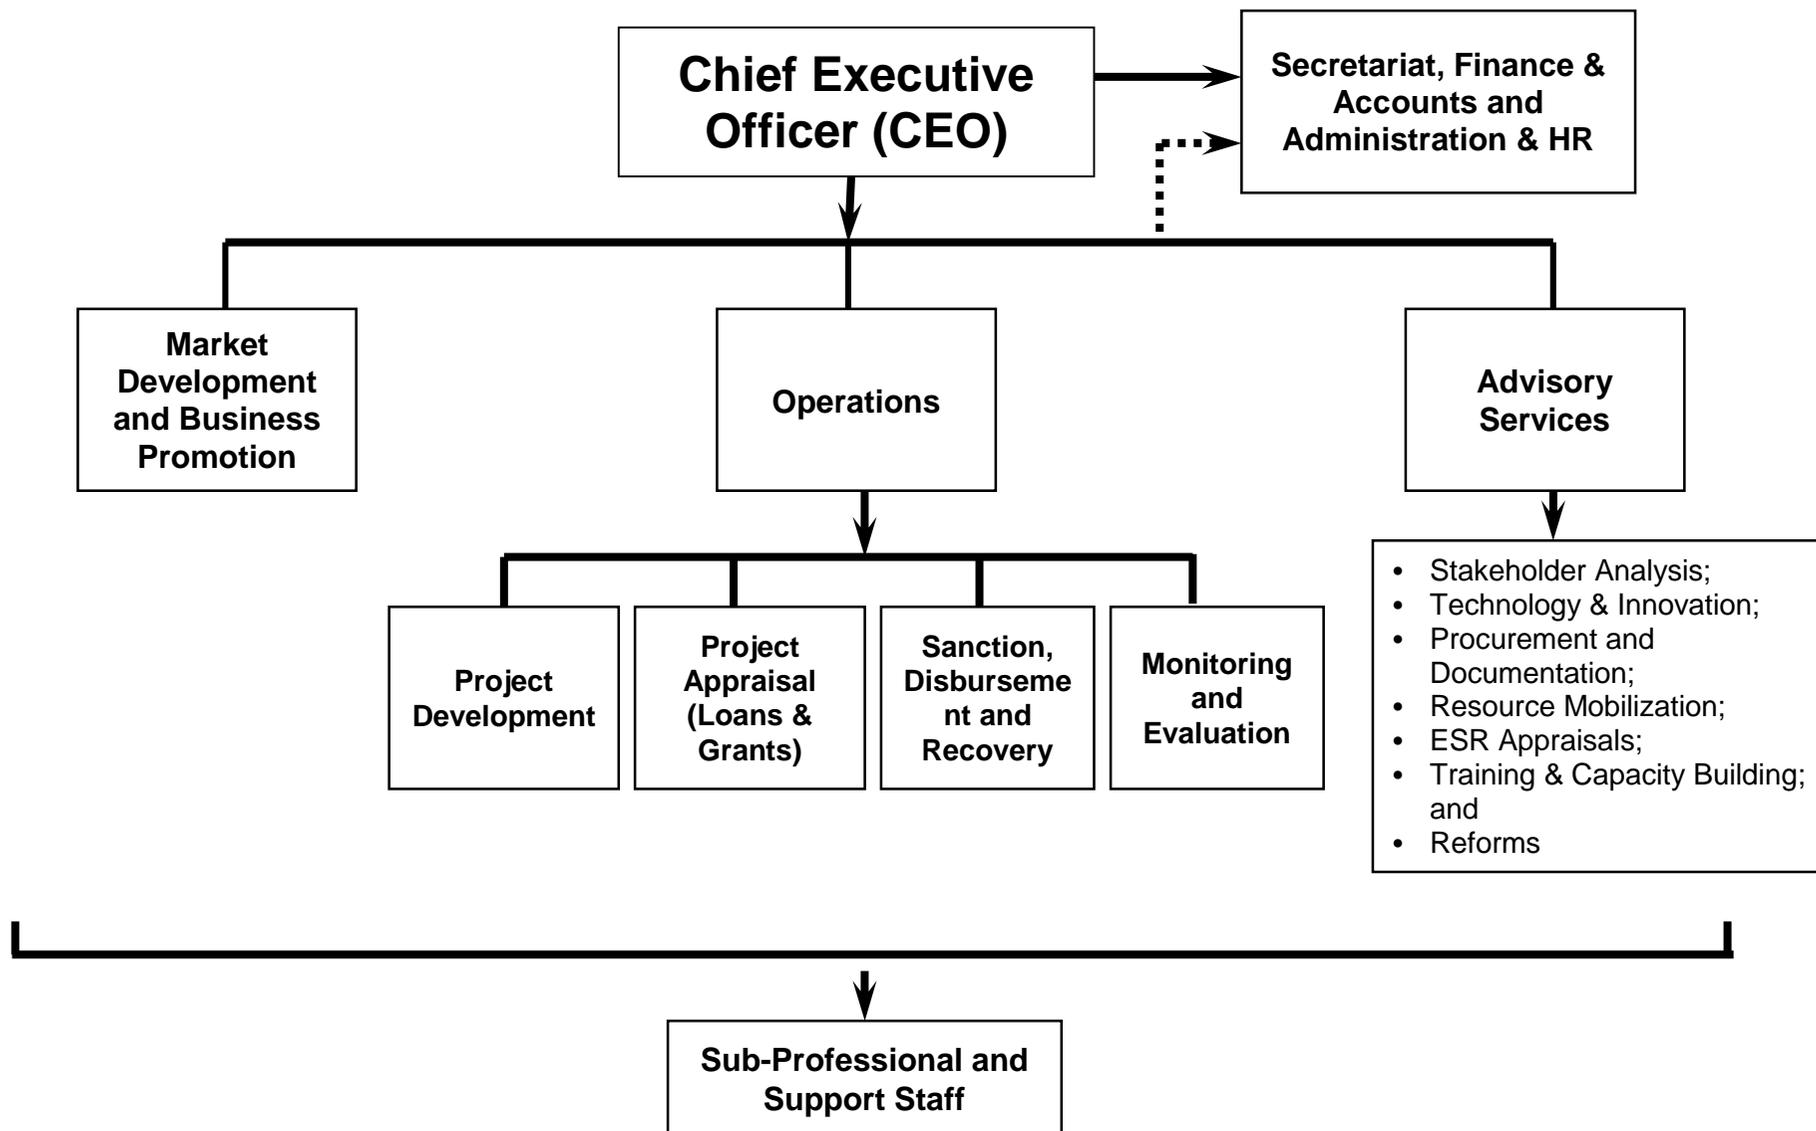 Chief Executive
Officer (CEO)
Secretariat, Finance &
Accounts and
Administration & HR
Market
Development
and Business
Promotion
Operations
Advisory
Services
Project
Development
Project
Appraisal
(Loans &
Grants)
Sanction,
Disburseme
nt and
Recovery
Monitoring
and
Evaluation
• Stakeholder Analysis;
• Technology & Innovation;
• Procurement and
Documentation;
• Resource Mobilization;
• ESR Appraisals;
• Training & Capacity Building;
and
• Reforms
Sub-Professional and
Support Staff